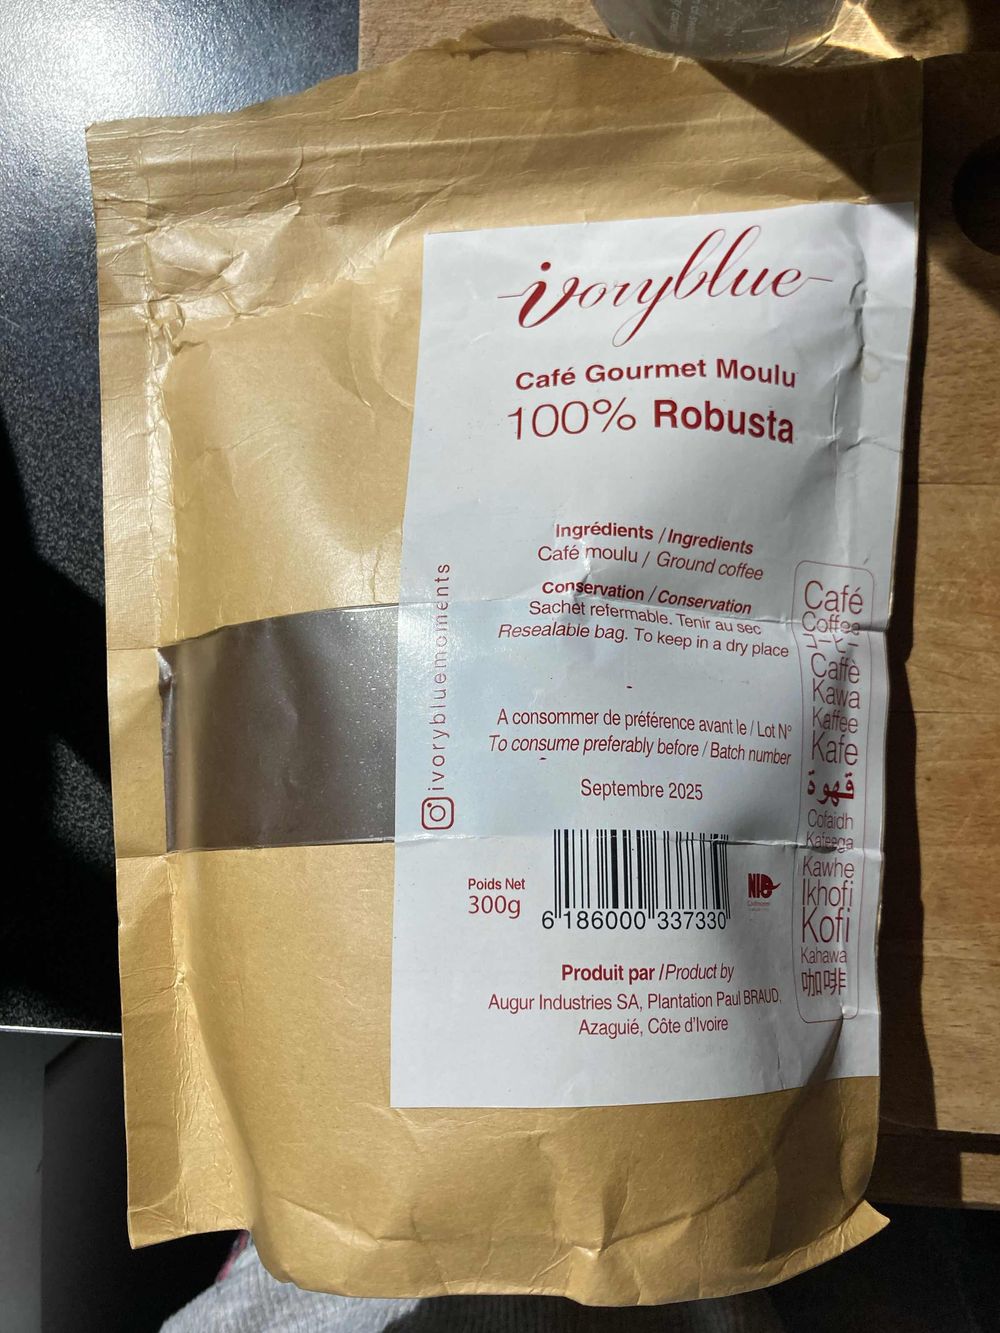 ivoryblue
Café Gourmet Moulu
100% Robusta
Ingrédients / Ingredients
Café moulu / Ground coffee
Conservation / Conservation
Sachet refermable. Tenir au sec
Resealable bag. To keep in a dry place
A consommer de préférence avant le / Lot N°
To consume preferably before / Batch number
Septembre 2025
Poids Net
300g
6 186000 337330
Produit par / Product by
Augur Industries SA, Plantation Paul BRAUD,
Azaguié, Côte d'Ivoire
ivorybluemoments
Café
Coffee
Caffè
Kawa
Kaffee
Kafe
قهوة
Cofaidh
Kafeega
Kawhe
Ikhofi
Kofi
Kahawa
咖啡